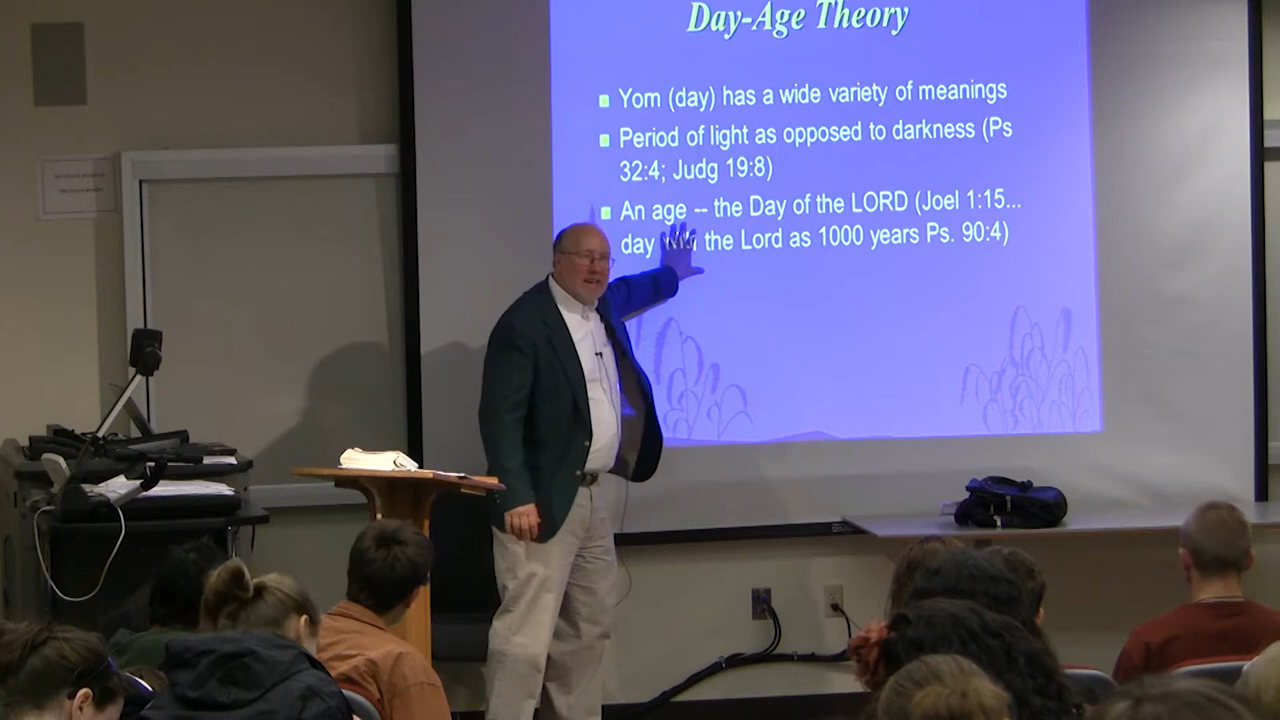 Day-Age Theory
Yom (day) has a wide variety of meanings
Period of light as opposed to darkness (Ps
32:4; Judg 19:8)
An age -- the Day of the LORD (Joel 1:15...
day with the Lord as 1000 years Ps. 90:4)